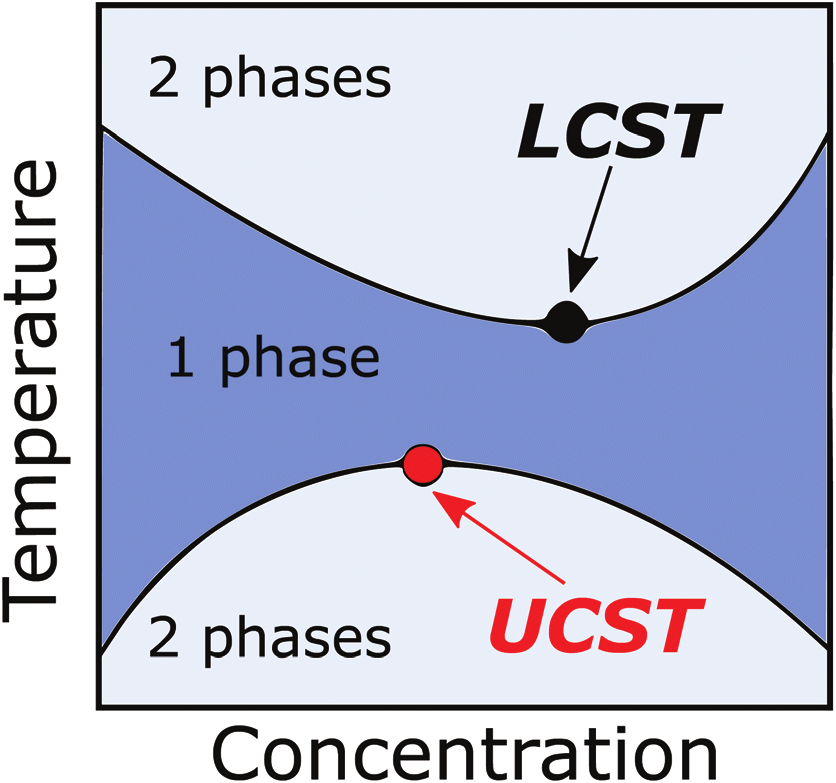 2 phases
LCST
1 phase
UCST
2 phases
Temperature
Concentration